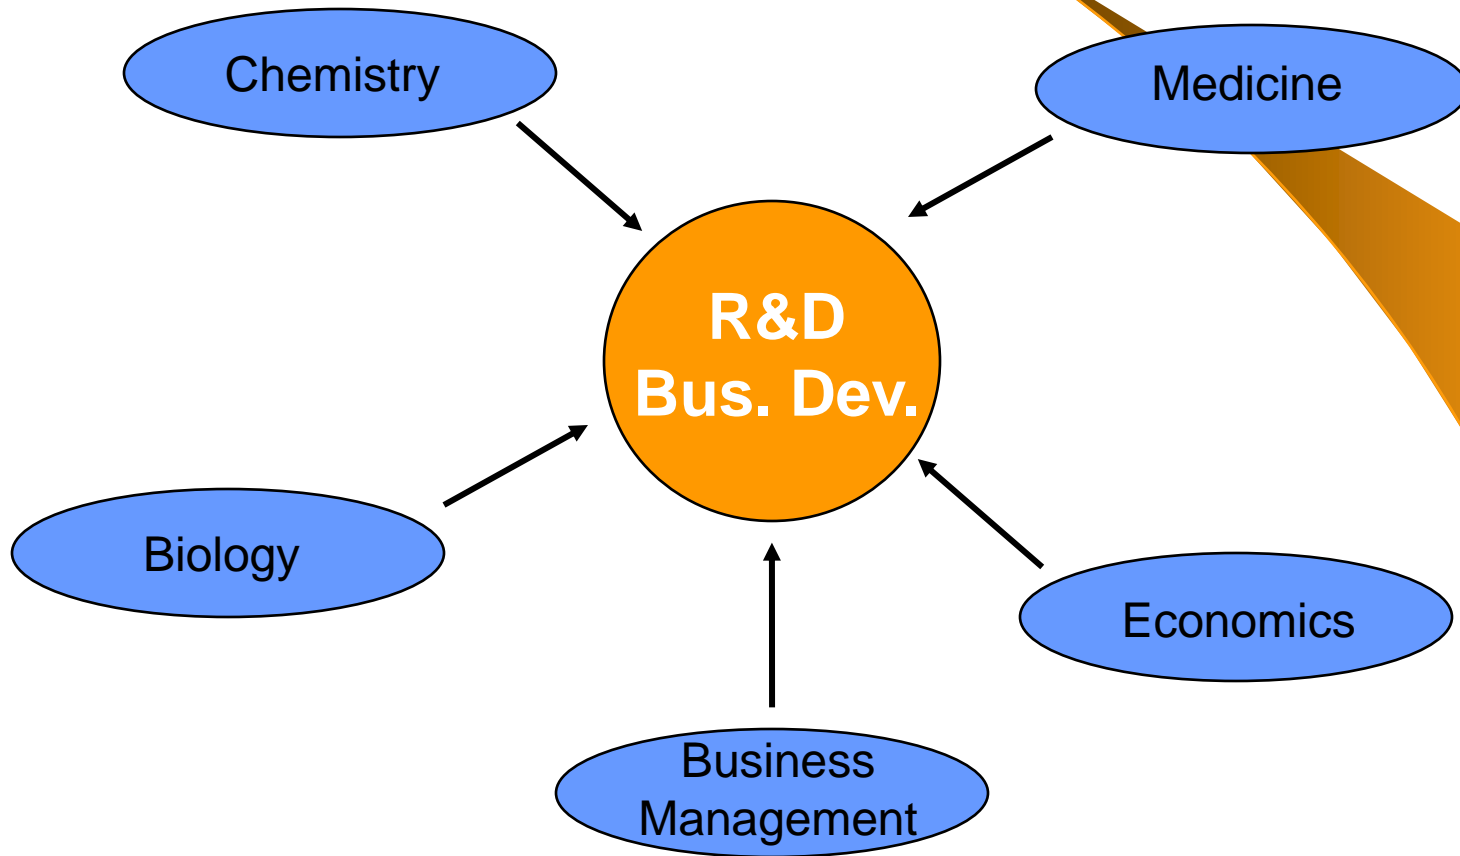 Chemistry
Medicine
R&D
Bus. Dev.
Biology
Economics
Business
Management